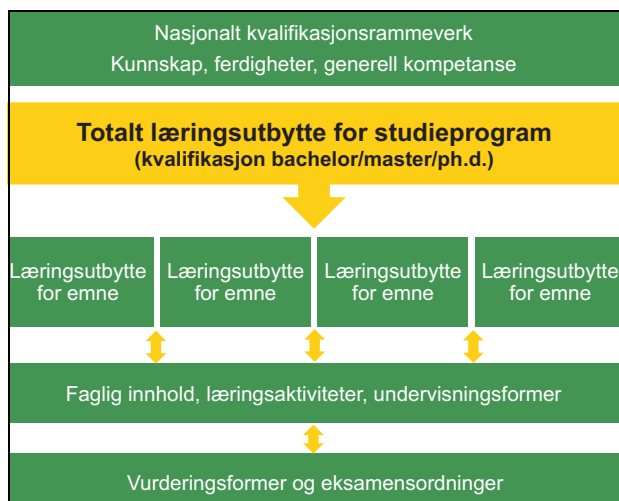 Nasjonalt kvalifikasjonsrammeverk
Kunnskap, ferdigheter, generell kompetanse
Totalt læringsutbytte for studieprogram
(kvalifikasjon bachelor/master/ph.d.)
Læringsutbytte
for emne
Læringsutbytte
for emne
Læringsutbytte
for emne
Læringsutbytte
for emne
Faglig innhold, læringsaktiviteter, undervisningsformer
Vurderingsformer og eksamensordninger